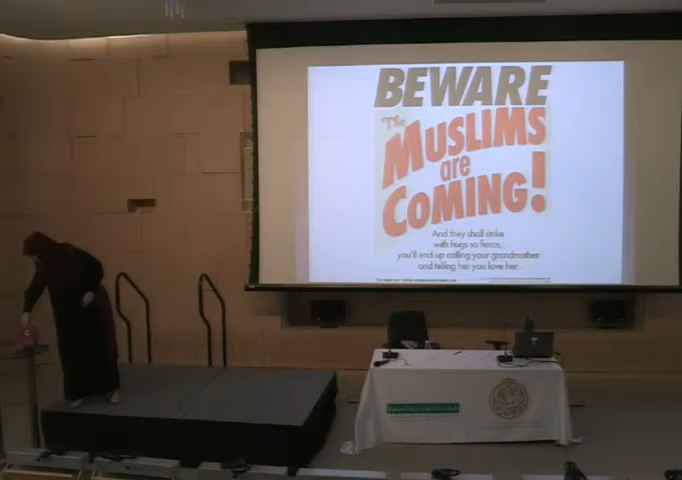 BEWARE
The
MUSLIMS
are
COMING!
And they shall strike
with hugs so fierce,
you'll end up calling your grandmother
and telling her you love her